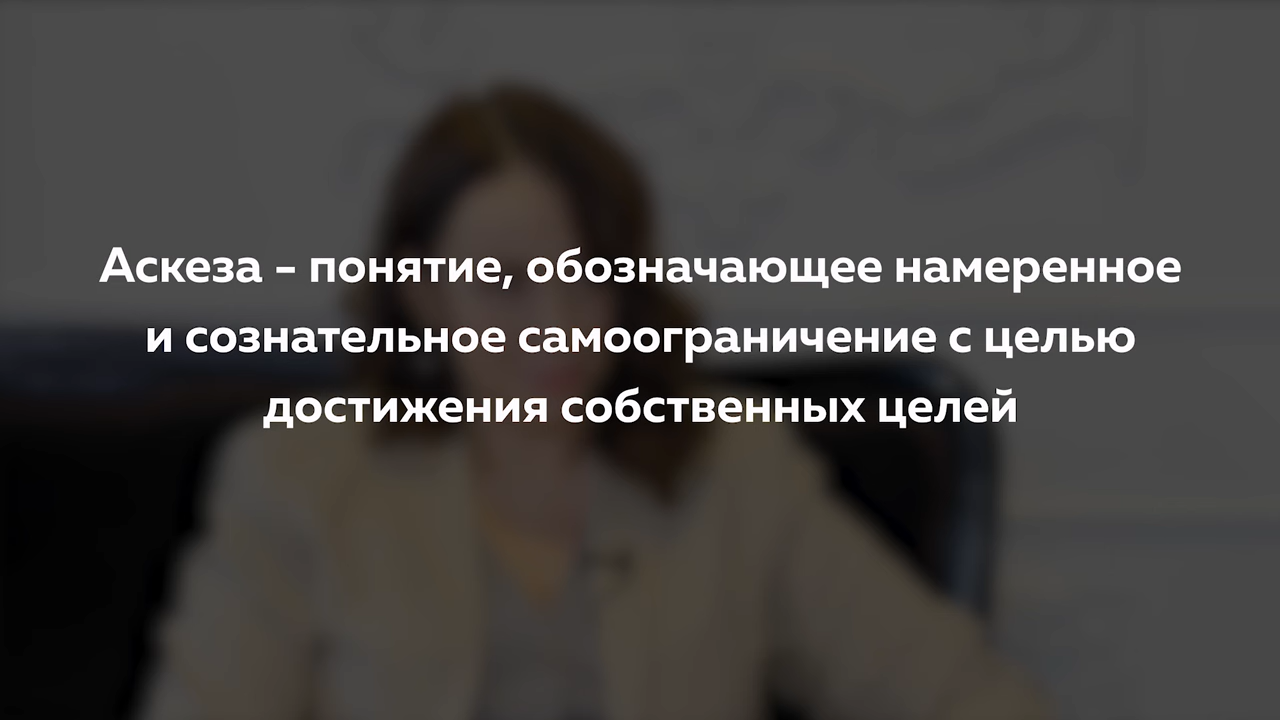 Аскеза – понятие, обозначающее намеренное
и сознательное самоограничение с целью
достижения собственных целей